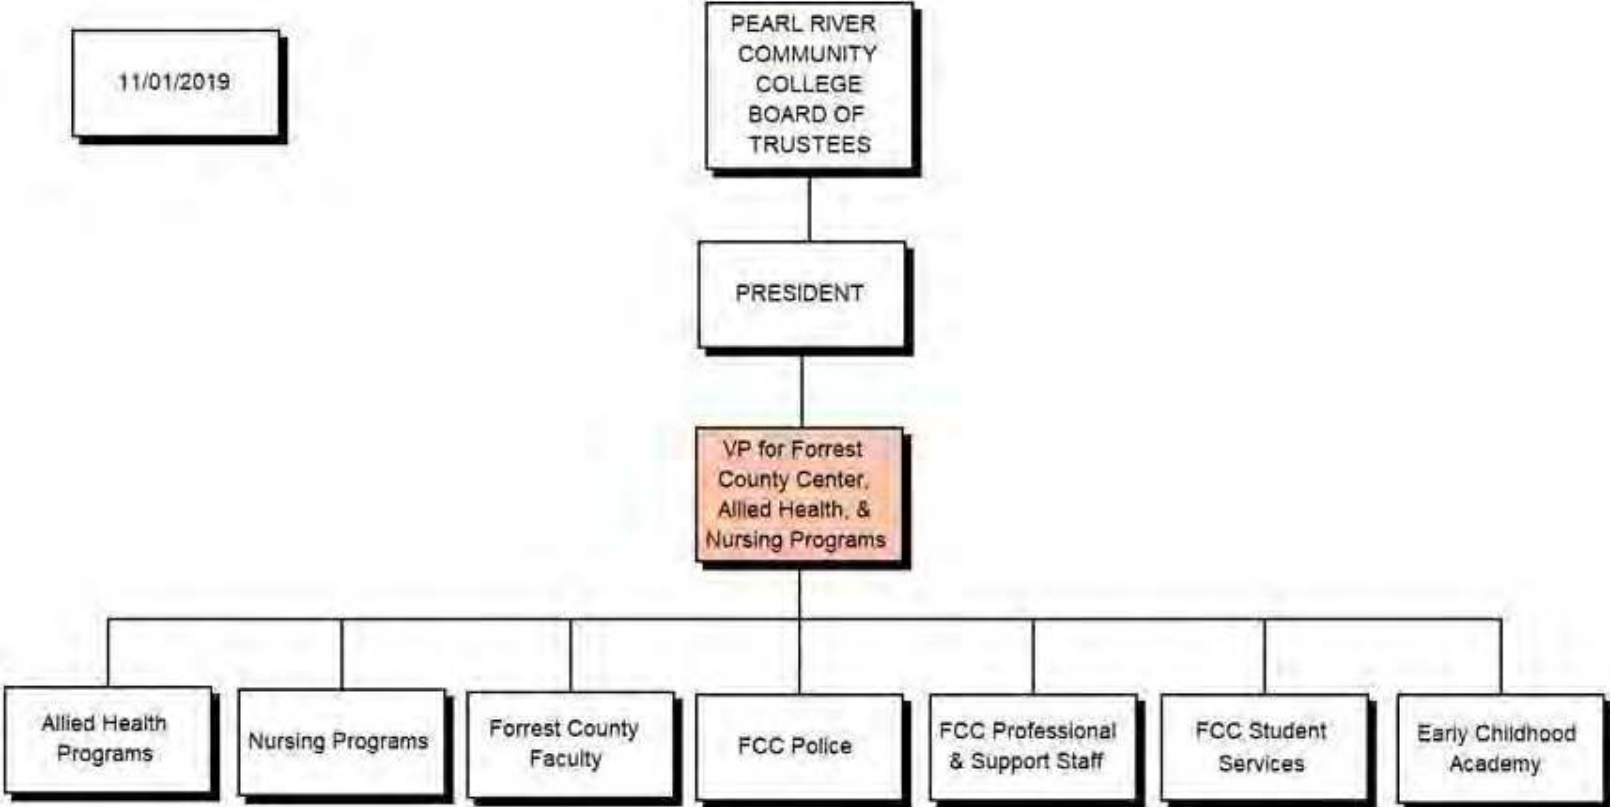 11/01/2019
PEARL RIVER
COMMUNITY
COLLEGE
BOARD OF
TRUSTEES
PRESIDENT
VP for Forrest
County Center,
Allied Health, &
Nursing Programs
Allied Health
Programs
Nursing Programs
Forrest County
Faculty
FCC Police
FCC Professional
& Support Staff
FCC Student
Services
Early Childhood
Academy